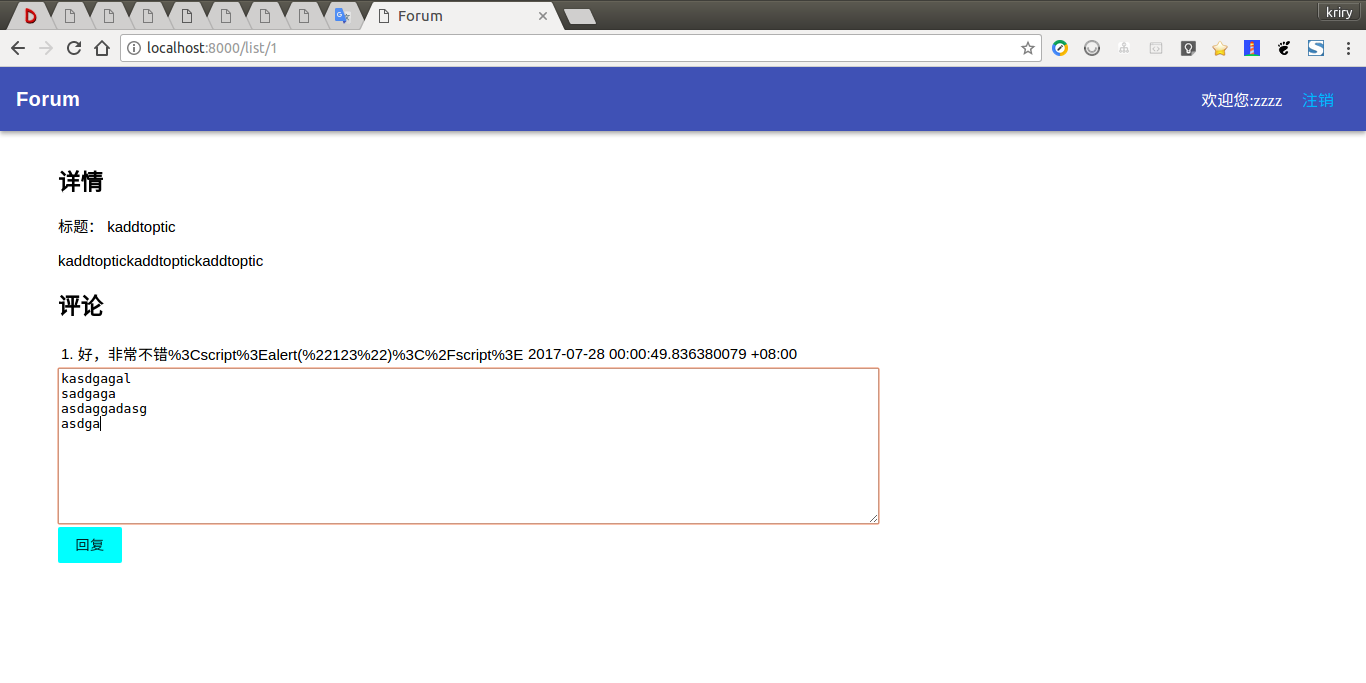 Forum
kriry
localhost:8000/list/1
Forum
欢迎您:zzzz 注销
详情
标题： kaddtoptic
kaddtoptickaddtoptickaddtoptic
评论
1. 好，非常不错%3Cscript%3Ealert(%22123%22)%3C%2Fscript%3E 2017-07-28 00:00:49.836380079 +08:00
kasdgagal
sadgaga
asdaggadasg
asdga
回复